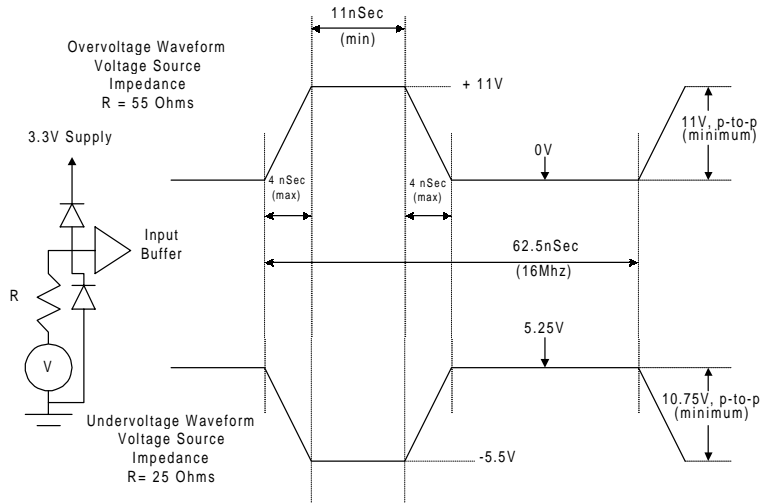 11nSec
(min)
Overvoltage Waveform
Voltage Source
Impedance
R = 55 Ohms
+ 11V
3.3V Supply
0V
11V, p-to-p
(minimum)
4 nSec
(max)
4 nSec
(max)
Input
Buffer
62.5nSec
(16Mhz)
R
5.25V
V
10.75V, p-to-p
(minimum)
Undervoltage Waveform
Voltage Source
Impedance
R= 25 Ohms
-5.5V